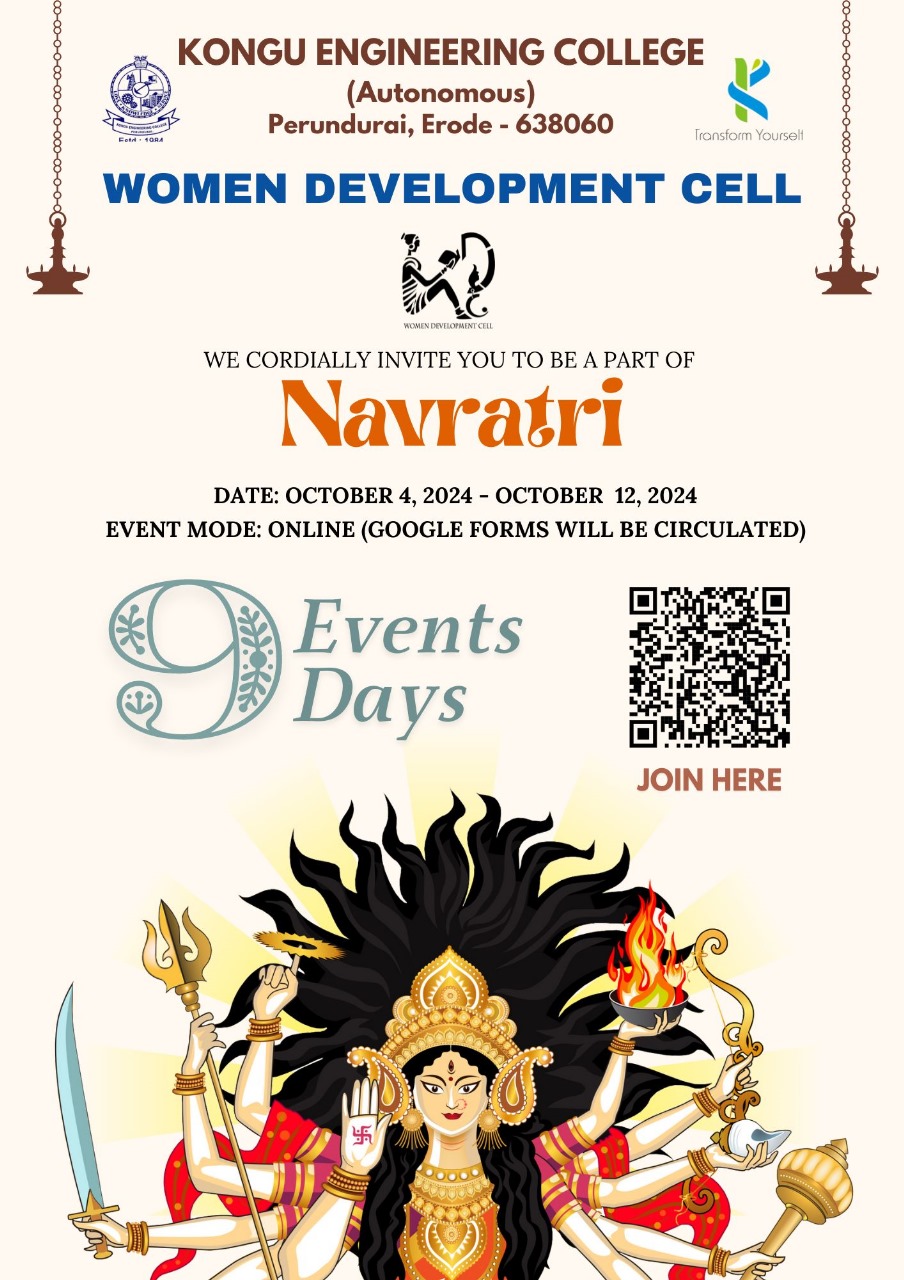 KONGU ENGINEERING COLLEGE
(Autonomous)
Perundurai, Erode - 638060
Estd : 1984
Transform Yourself
WOMEN DEVELOPMENT CELL
WOMEN DEVELOPMENT CELL
WE CORDIALLY INVITE YOU TO BE A PART OF
Navratri
DATE: OCTOBER 4, 2024 - OCTOBER 12, 2024
EVENT MODE: ONLINE (GOOGLE FORMS WILL BE CIRCULATED)
9 Events
Days
JOIN HERE